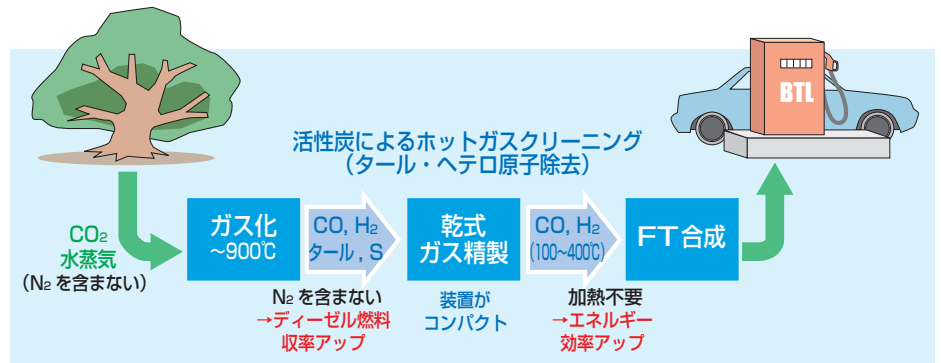 BTL
活性炭によるホットガスクリーニング
（タール・ヘテロ原子除去）
CO₂
水蒸気
（N₂ を含まない）
ガス化
~900℃
CO, H₂
タール, S
乾式
ガス精製
CO, H₂
(100~400℃)
FT合成
N₂ を含まない
→ディーゼル燃料
収率アップ
装置が
コンパクト
加熱不要
→エネルギー
効率アップ